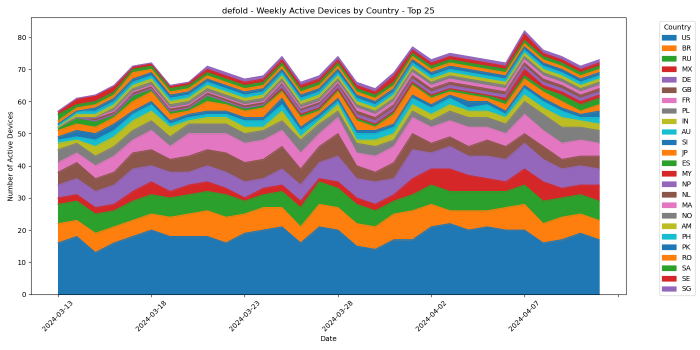 defold - Weekly Active Devices by Country - Top 25
Number of Active Devices
80
70
60
50
40
30
20
10
0
2024-03-13
2024-03-18
2024-03-23
2024-03-28
2024-04-02
2024-04-07
Date
Country
US
BR
RU
MX
DE
GB
FR
PL
IN
AU
SI
JP
ES
MY
NP
NL
MA
NO
AM
PH
PK
RO
SA
SE
SG